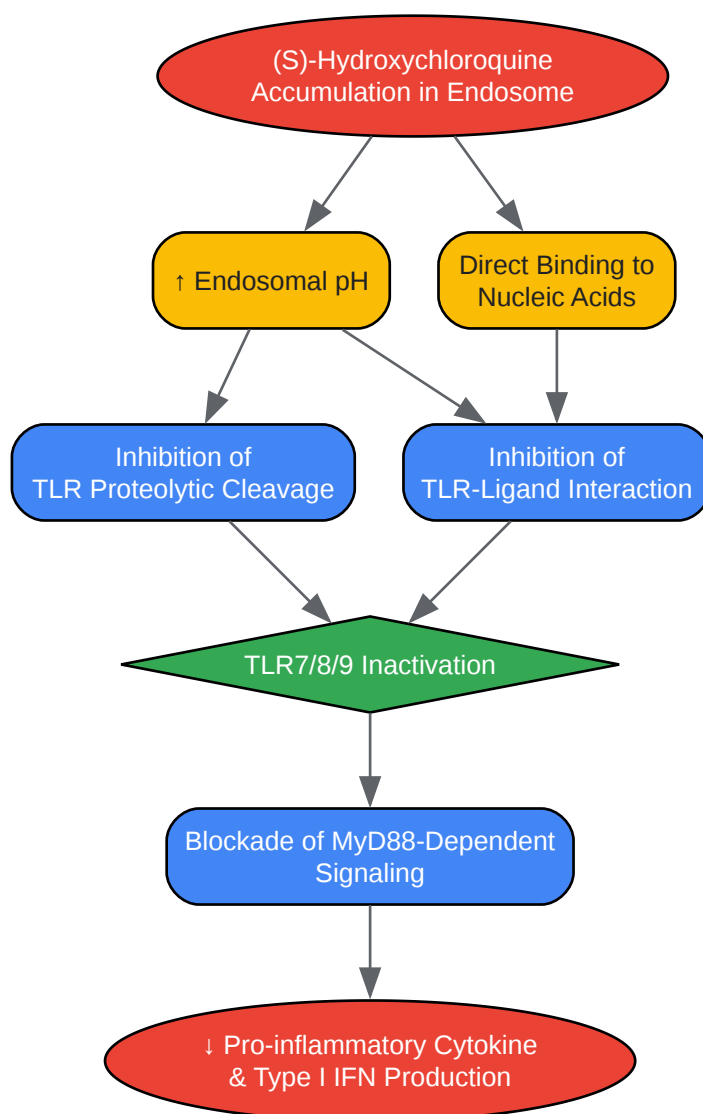 (S)-Hydroxychloroquine
Accumulation in Endosome
↑ Endosomal pH
Direct Binding to
Nucleic Acids
Inhibition of
TLR Proteolytic Cleavage
Inhibition of
TLR-Ligand Interaction
TLR7/8/9 Inactivation
Blockade of MyD88-Dependent
Signaling
↓ Pro-inflammatory Cytokine
& Type I IFN Production